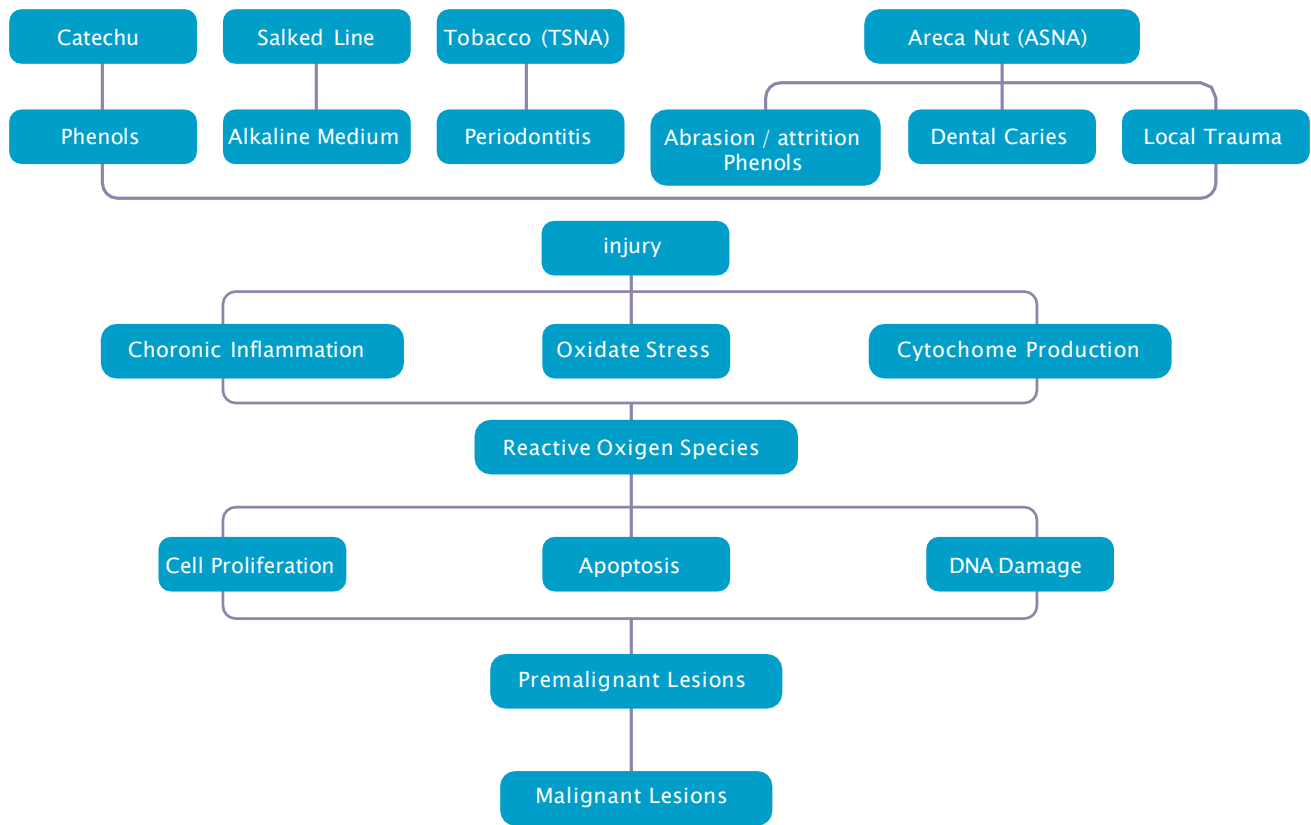 Catechu
Salked Line
Tobacco (TSNA)
Areca Nut (ASNA)
Phenols
Alkaline Medium
Periodontitis
Abrasion / attrition
Phenols
Dental Caries
Local Trauma
injury
Choronic Inflammation
Oxidate Stress
Cytochome Production
Reactive Oxigen Species
Cell Proliferation
Apoptosis
DNA Damage
Premalignant Lesions
Malignant Lesions